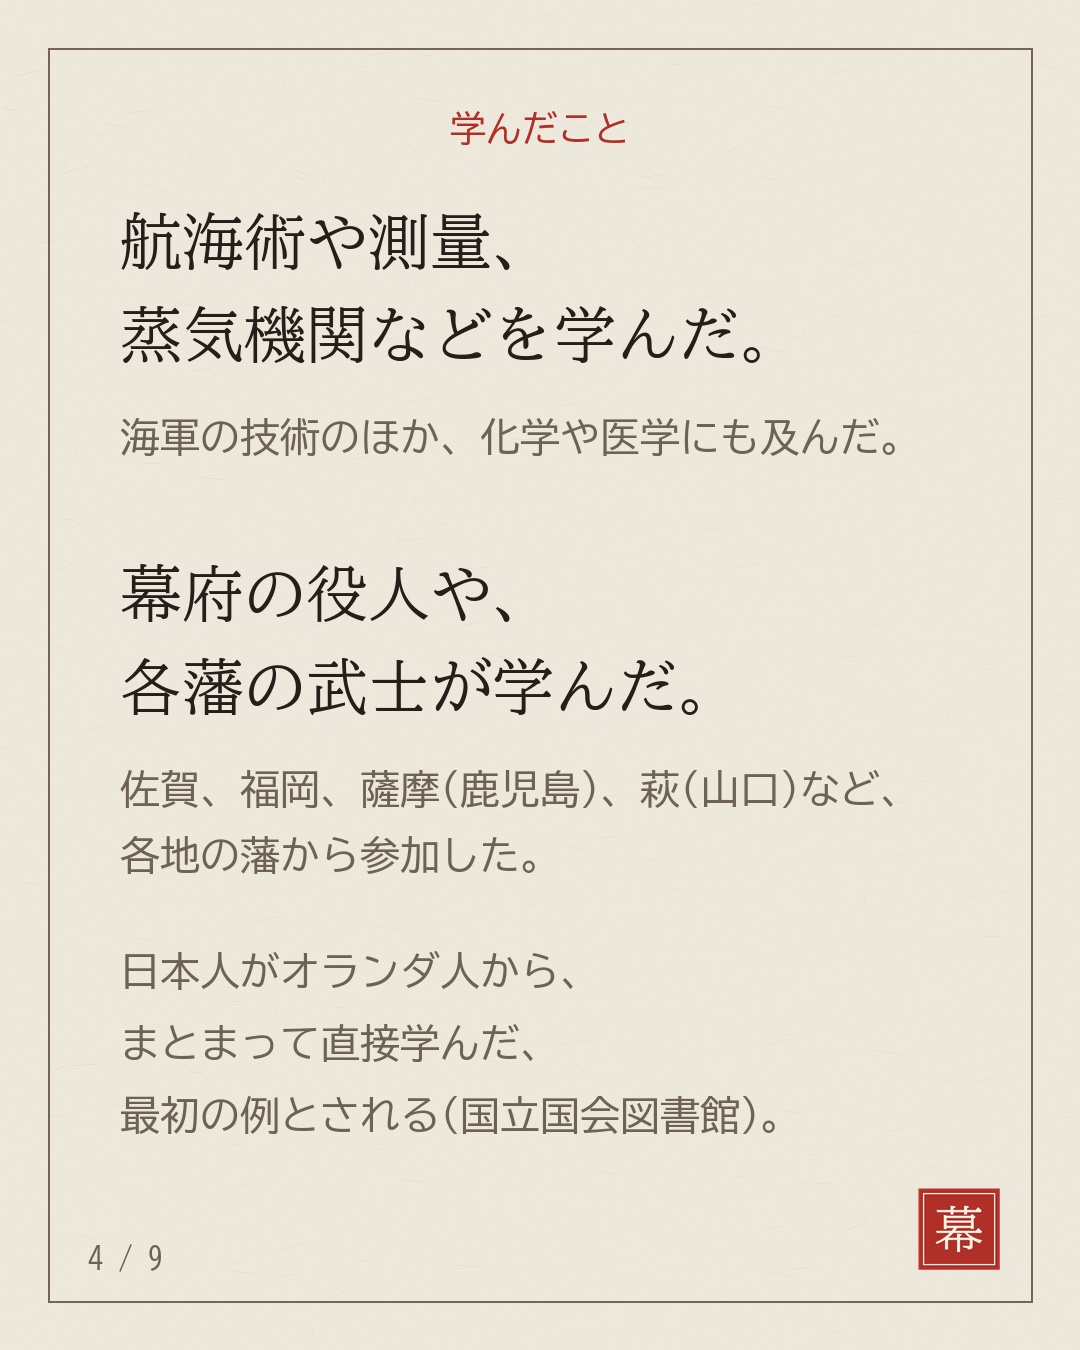 学んだこと
航海術や測量、
蒸気機関などを学んだ。
海軍の技術のほか、化学や医学にも及んだ。
幕府の役人や、
各藩の武士が学んだ。
佐賀、福岡、薩摩(鹿児島)、萩(山口)など、
各地の藩から参加した。
日本人がオランダ人から、
まとまって直接学んだ、
最初の例とされる(国立国会図書館)。
幕
4 / 9